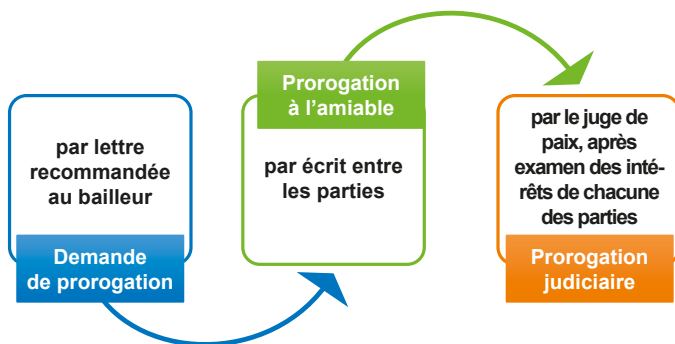 par lettre
recommandée
au bailleur
Demande
de prorogation
Prorogation
à l'amiable
par écrit entre
les parties
par le juge de
paix, après
examen des inté-
rêts de chacune
des parties
Prorogation
judiciaire